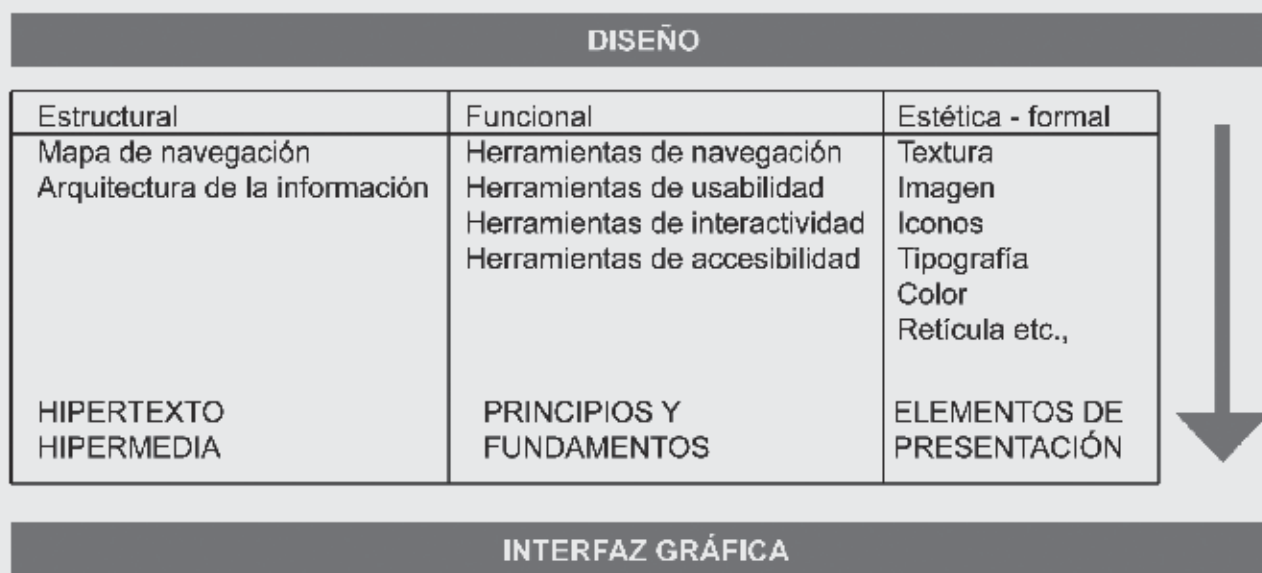 DISEÑO
Estructural
Mapa de navegación
Arquitectura de la información
HIPERTEXTO
HIPERMEDIA
Funcional
Herramientas de navegación
Herramientas de usabilidad
Herramientas de interactividad
Herramientas de accesibilidad
PRINCIPIOS Y
FUNDAMENTOS
Estética - formal
Textura
Imagen
Iconos
Tipografía
Color
Retícula etc.,
ELEMENTOS DE
PRESENTACIÓN
INTERFAZ GRÁFICA